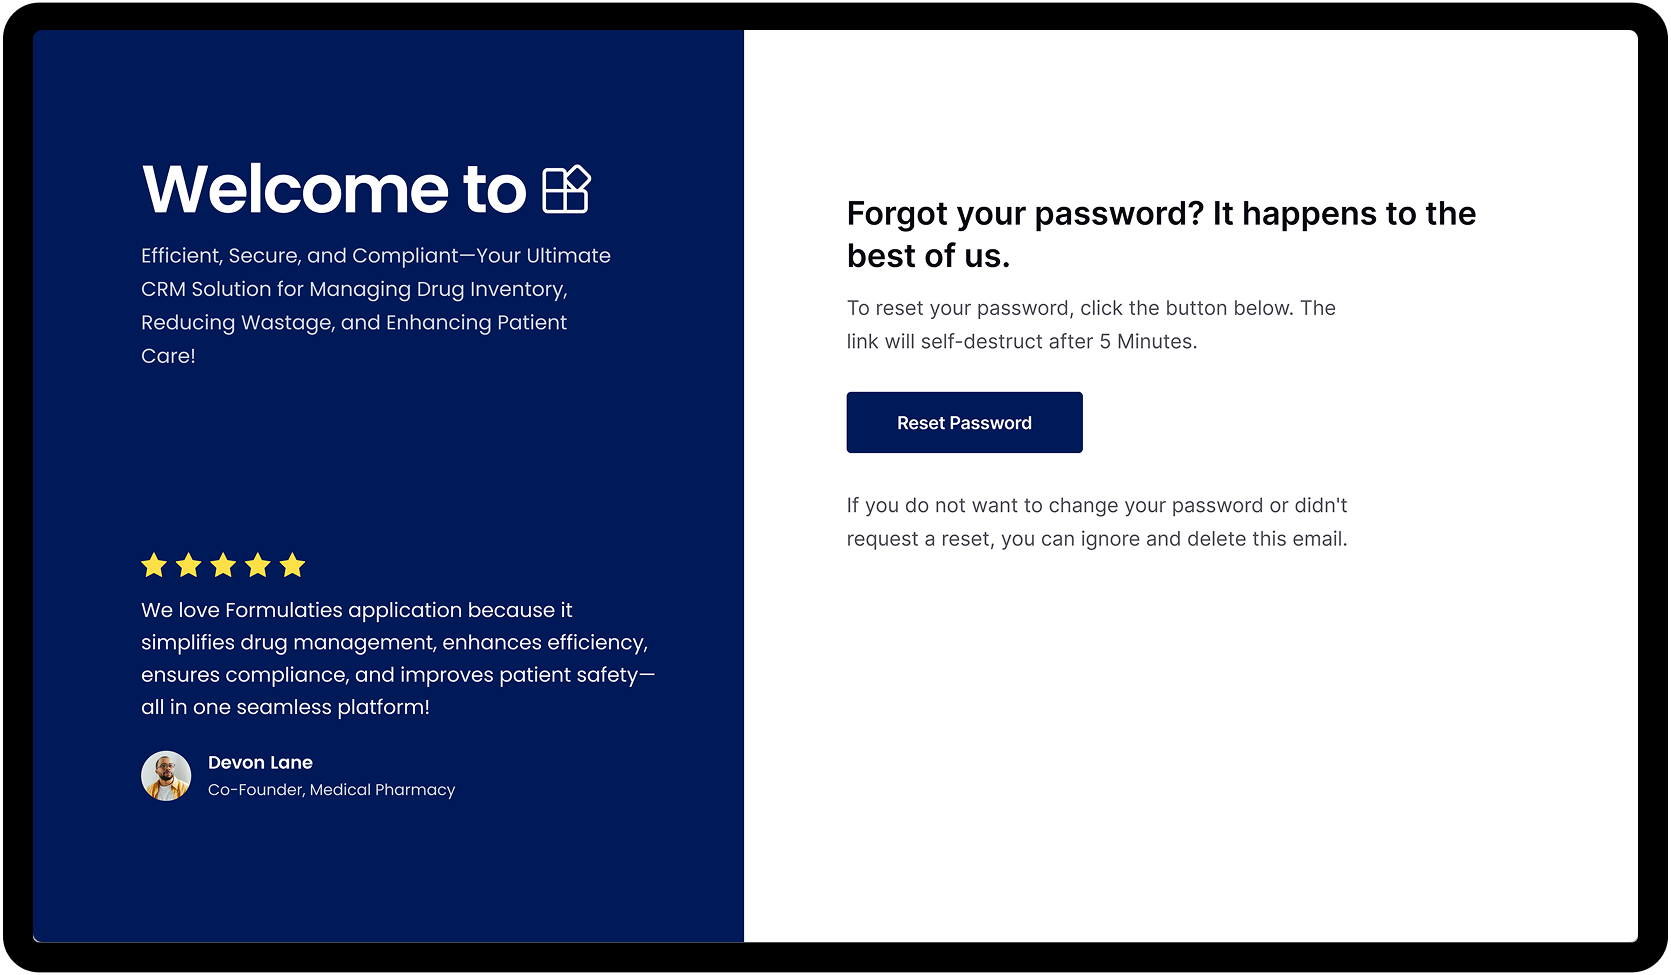 Welcome to
Efficient, Secure, and Compliant—Your Ultimate
CRM Solution for Managing Drug Inventory,
Reducing Wastage, and Enhancing Patient
Care!
We love Formulaties application because it
simplifies drug management, enhances efficiency,
ensures compliance, and improves patient safety—
all in one seamless platform!
Devon Lane
Co-Founder, Medical Pharmacy
Forgot your password? It happens to the
best of us.
To reset your password, click the button below. The
link will self-destruct after 5 Minutes.
Reset Password
If you do not want to change your password or didn't
request a reset, you can ignore and delete this email.